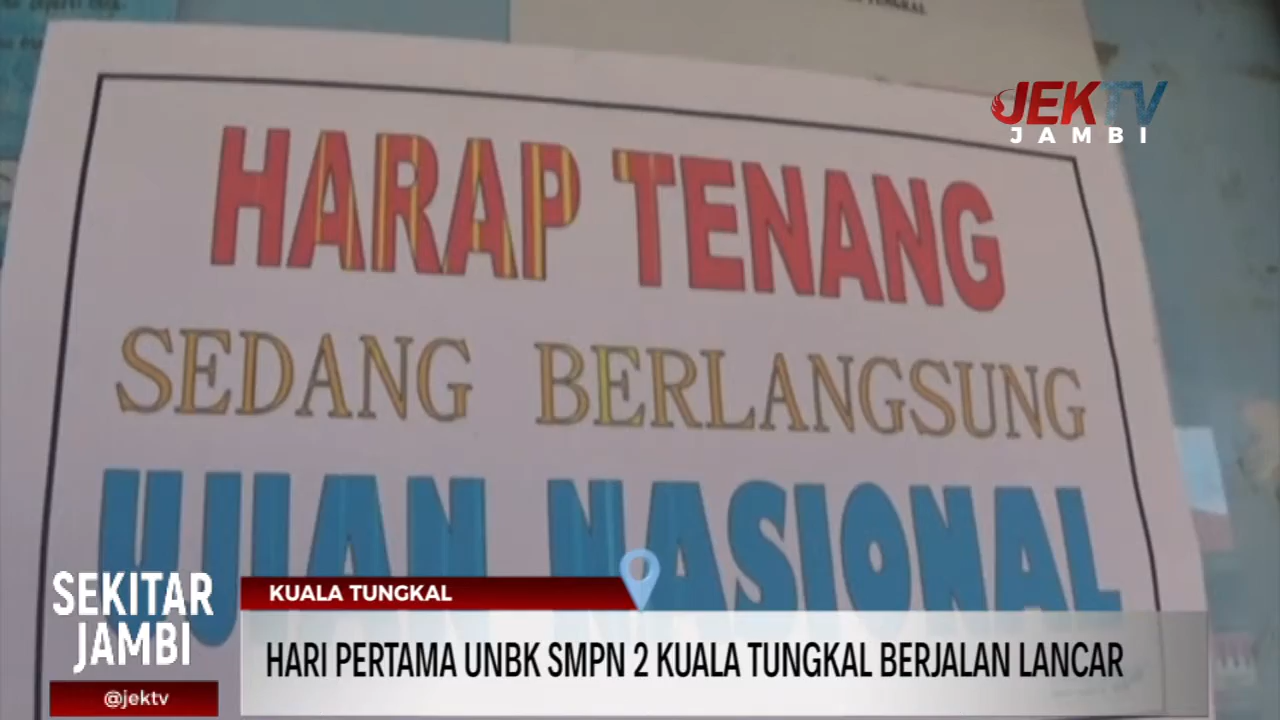 JEKTV
JAMBI
HARAP TENANG
SEDANG BERLANGSUNG
UJIAN NASIONAL
SEKITAR
JAMBI
@jektv
KUALA TUNGKAL
HARI PERTAMA UNBK SMPN 2 KUALA TUNGKAL BERJALAN LANCAR